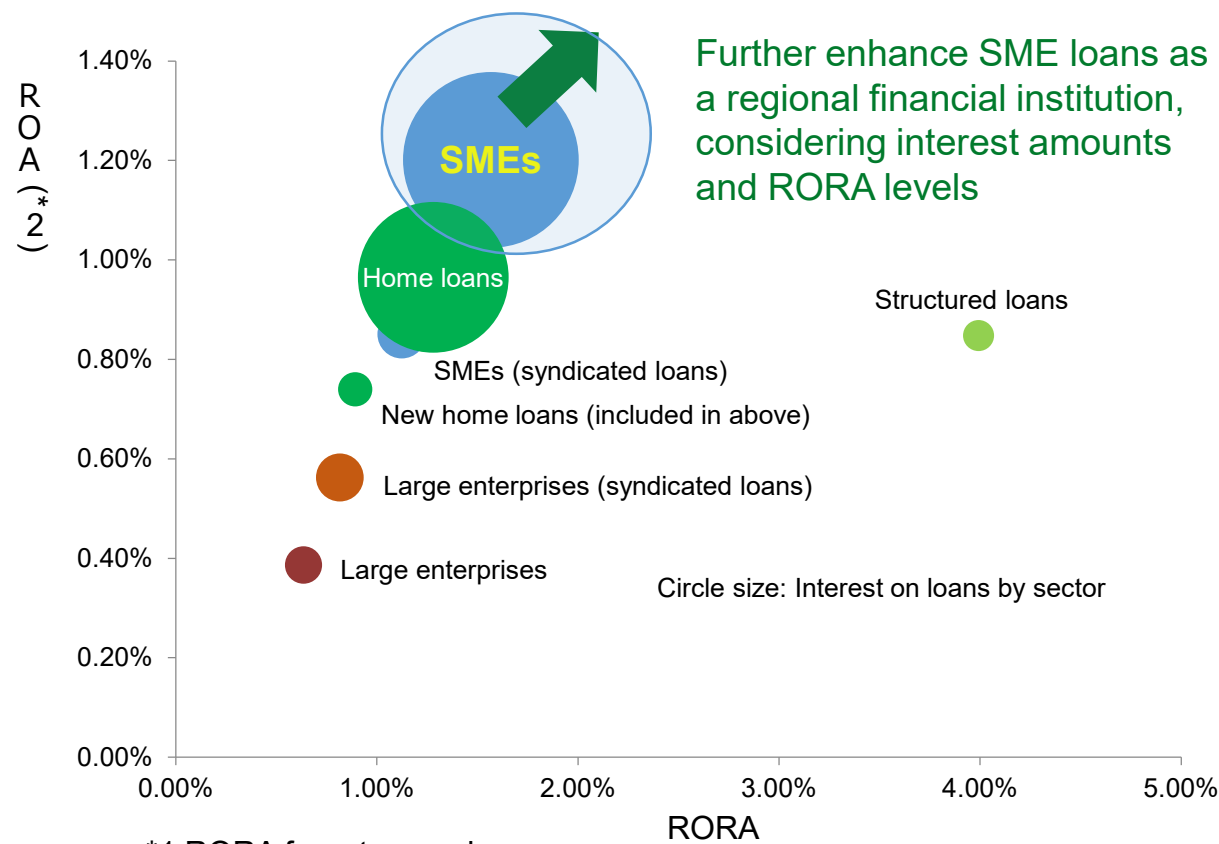 Further enhance SME loans as
a regional financial institution,
considering interest amounts
and RORA levels
1.40%
1.20%
1.00%
0.80%
0.60%
0.40%
0.20%
0.00%
ROA (*2)
SMEs
Home loans
Structured loans
SMEs (syndicated loans)
New home loans (included in above)
Large enterprises (syndicated loans)
Large enterprises
Circle size: Interest on loans by sector
0.00%
1.00%
2.00%
3.00%
4.00%
5.00%
RORA
*1 RORA